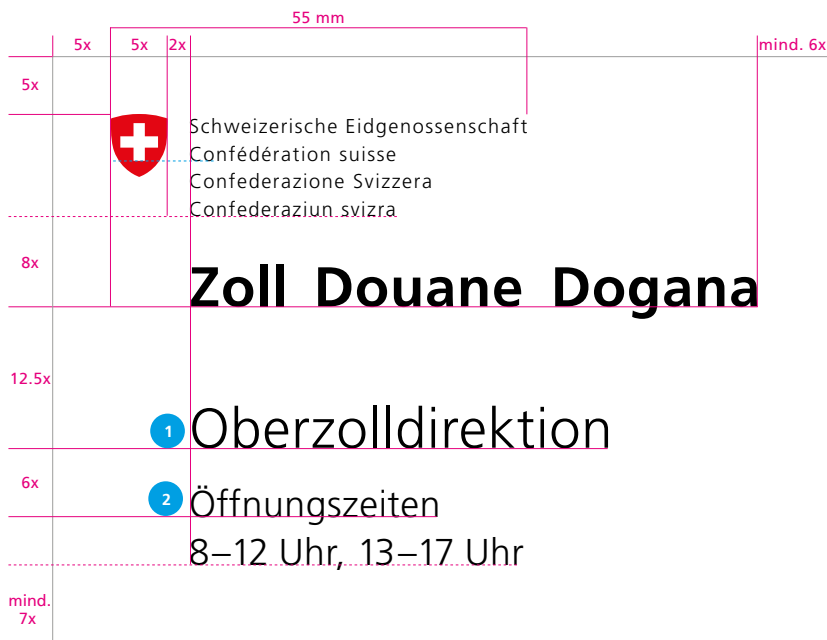 55 mm
5x 5x 2x mind. 6x
5x
Schweizerische Eidgenossenschaft
Confédération suisse
Confederazione Svizzera
Confederaziun svizra
8x
Zoll Douane Dogana
12.5x
1 Oberzolldirektion
6x
2 Öffnungszeiten
8–12 Uhr, 13–17 Uhr
mind.
7x